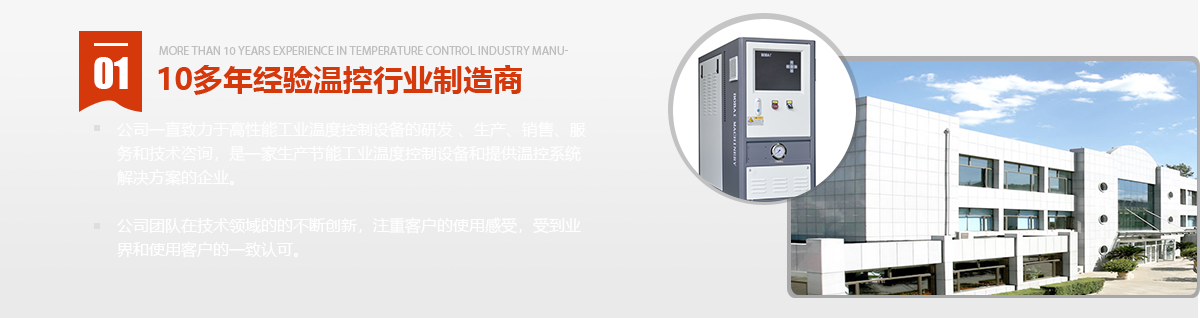 01
MORE THAN 10 YEARS EXPERIENCE IN TEMPERATURE CONTROL INDUSTRY MANU-
10多年经验温控行业制造商
公司一直致力于高性能工业温度控制设备的研发 、生产、销售、服
务和技术咨询，是一家生产节能工业温度控制设备和提供温控系统
解决方案的企业。
公司团队在技术领域的的不断创新，注重客户的使用感受，受到业
界和使用客户的一致认可。